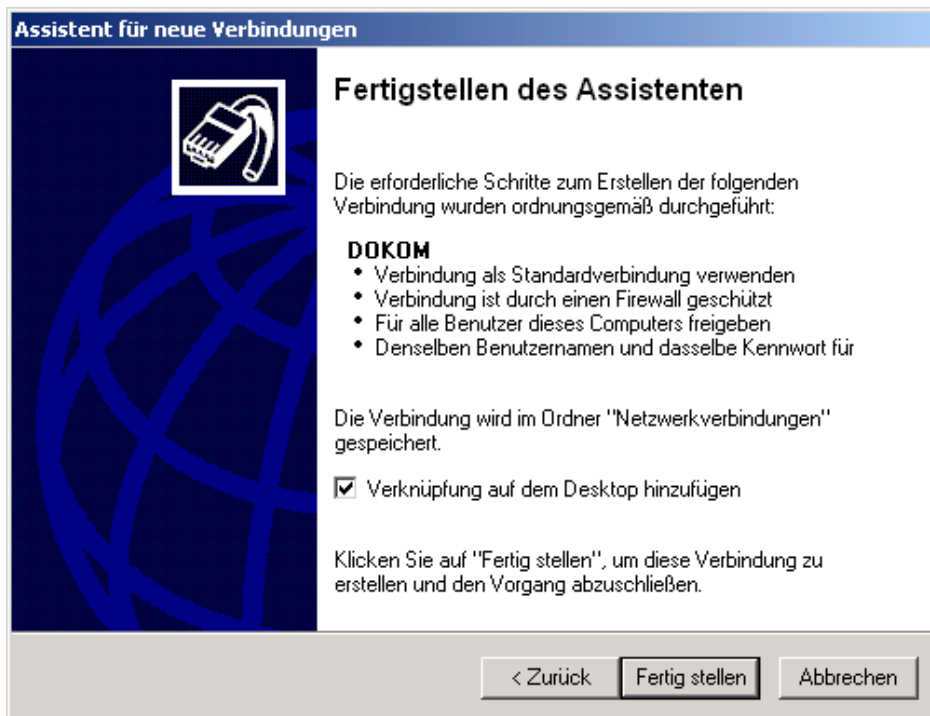 Assistent für neue Verbindungen
Fertigstellen des Assistenten
Die erforderliche Schritte zum Erstellen der folgenden
Verbindung wurden ordnungsgemäß durchgeführt:
DOKOM
• Verbindung als Standardverbindung verwenden
• Verbindung ist durch einen Firewall geschützt
• Für alle Benutzer dieses Computers freigeben
• Denselben Benutzernamen und dasselbe Kennwort für
Die Verbindung wird im Ordner "Netzwerkverbindungen"
gespeichert.
Verknüpfung auf dem Desktop hinzufügen
Klicken Sie auf "Fertig stellen", um diese Verbindung zu
erstellen und den Vorgang abzuschließen.
< Zurück Fertig stellen Abbrechen